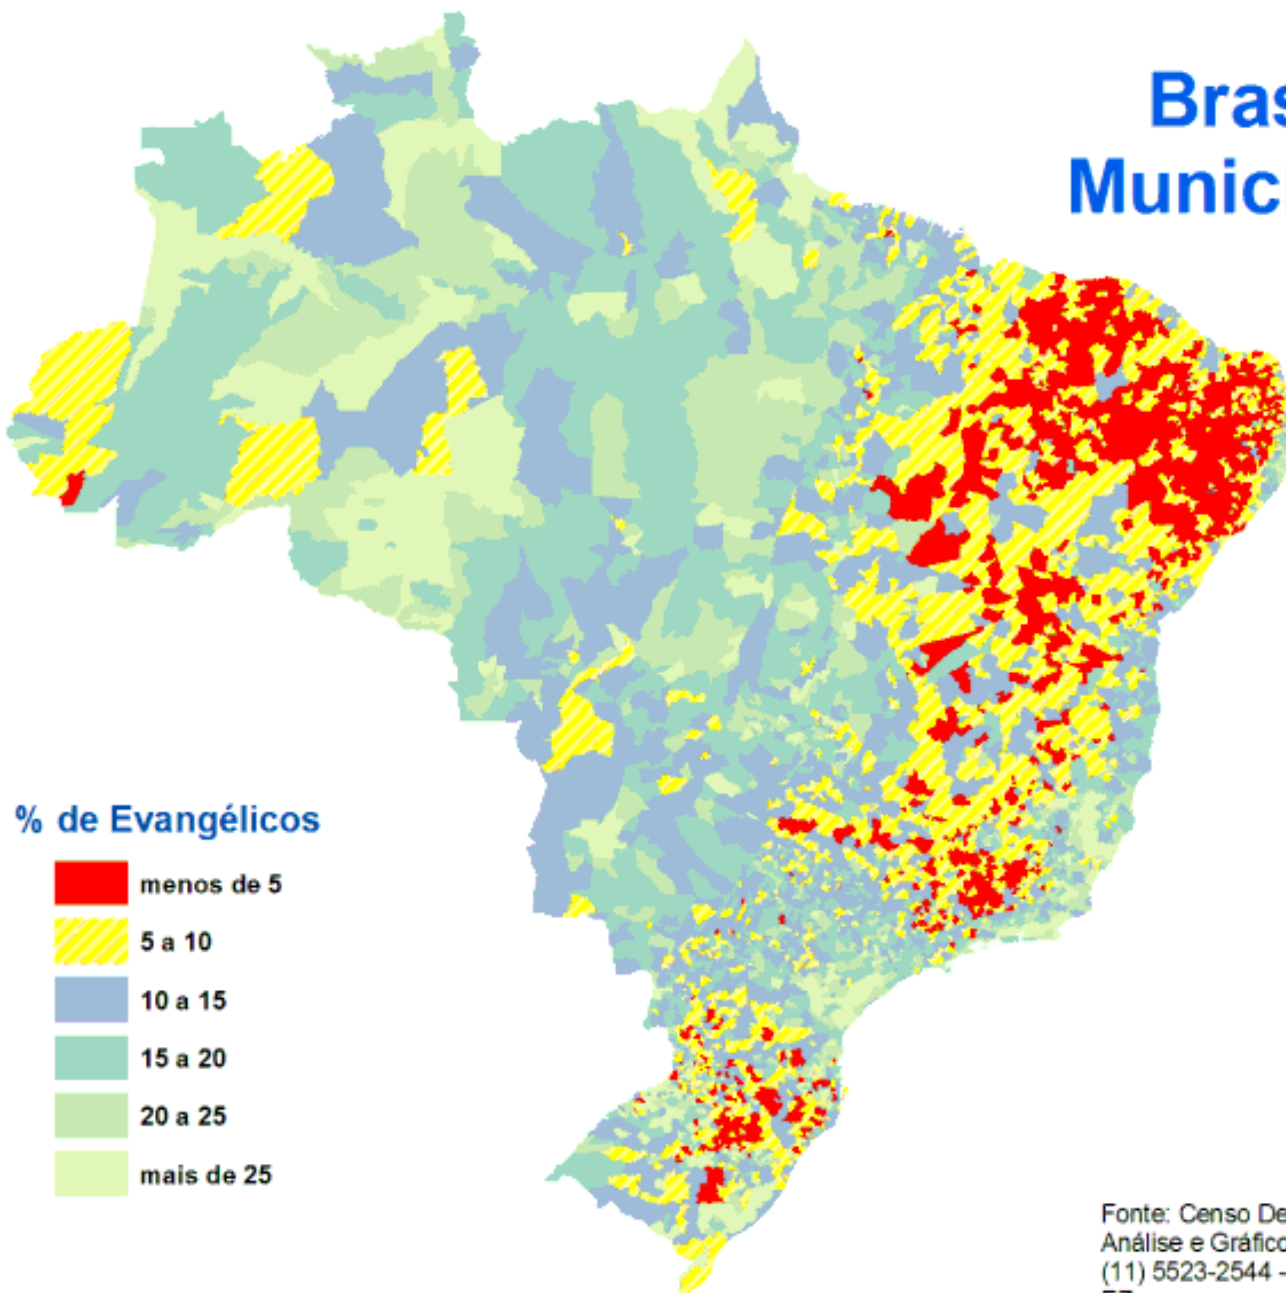 Bras
Munici
% de Evangélicos
menos de 5
5 a 10
10 a 15
15 a 20
20 a 25
mais de 25
Fonte: Censo De
Análise e Gráfico
(11) 5523-2544 -